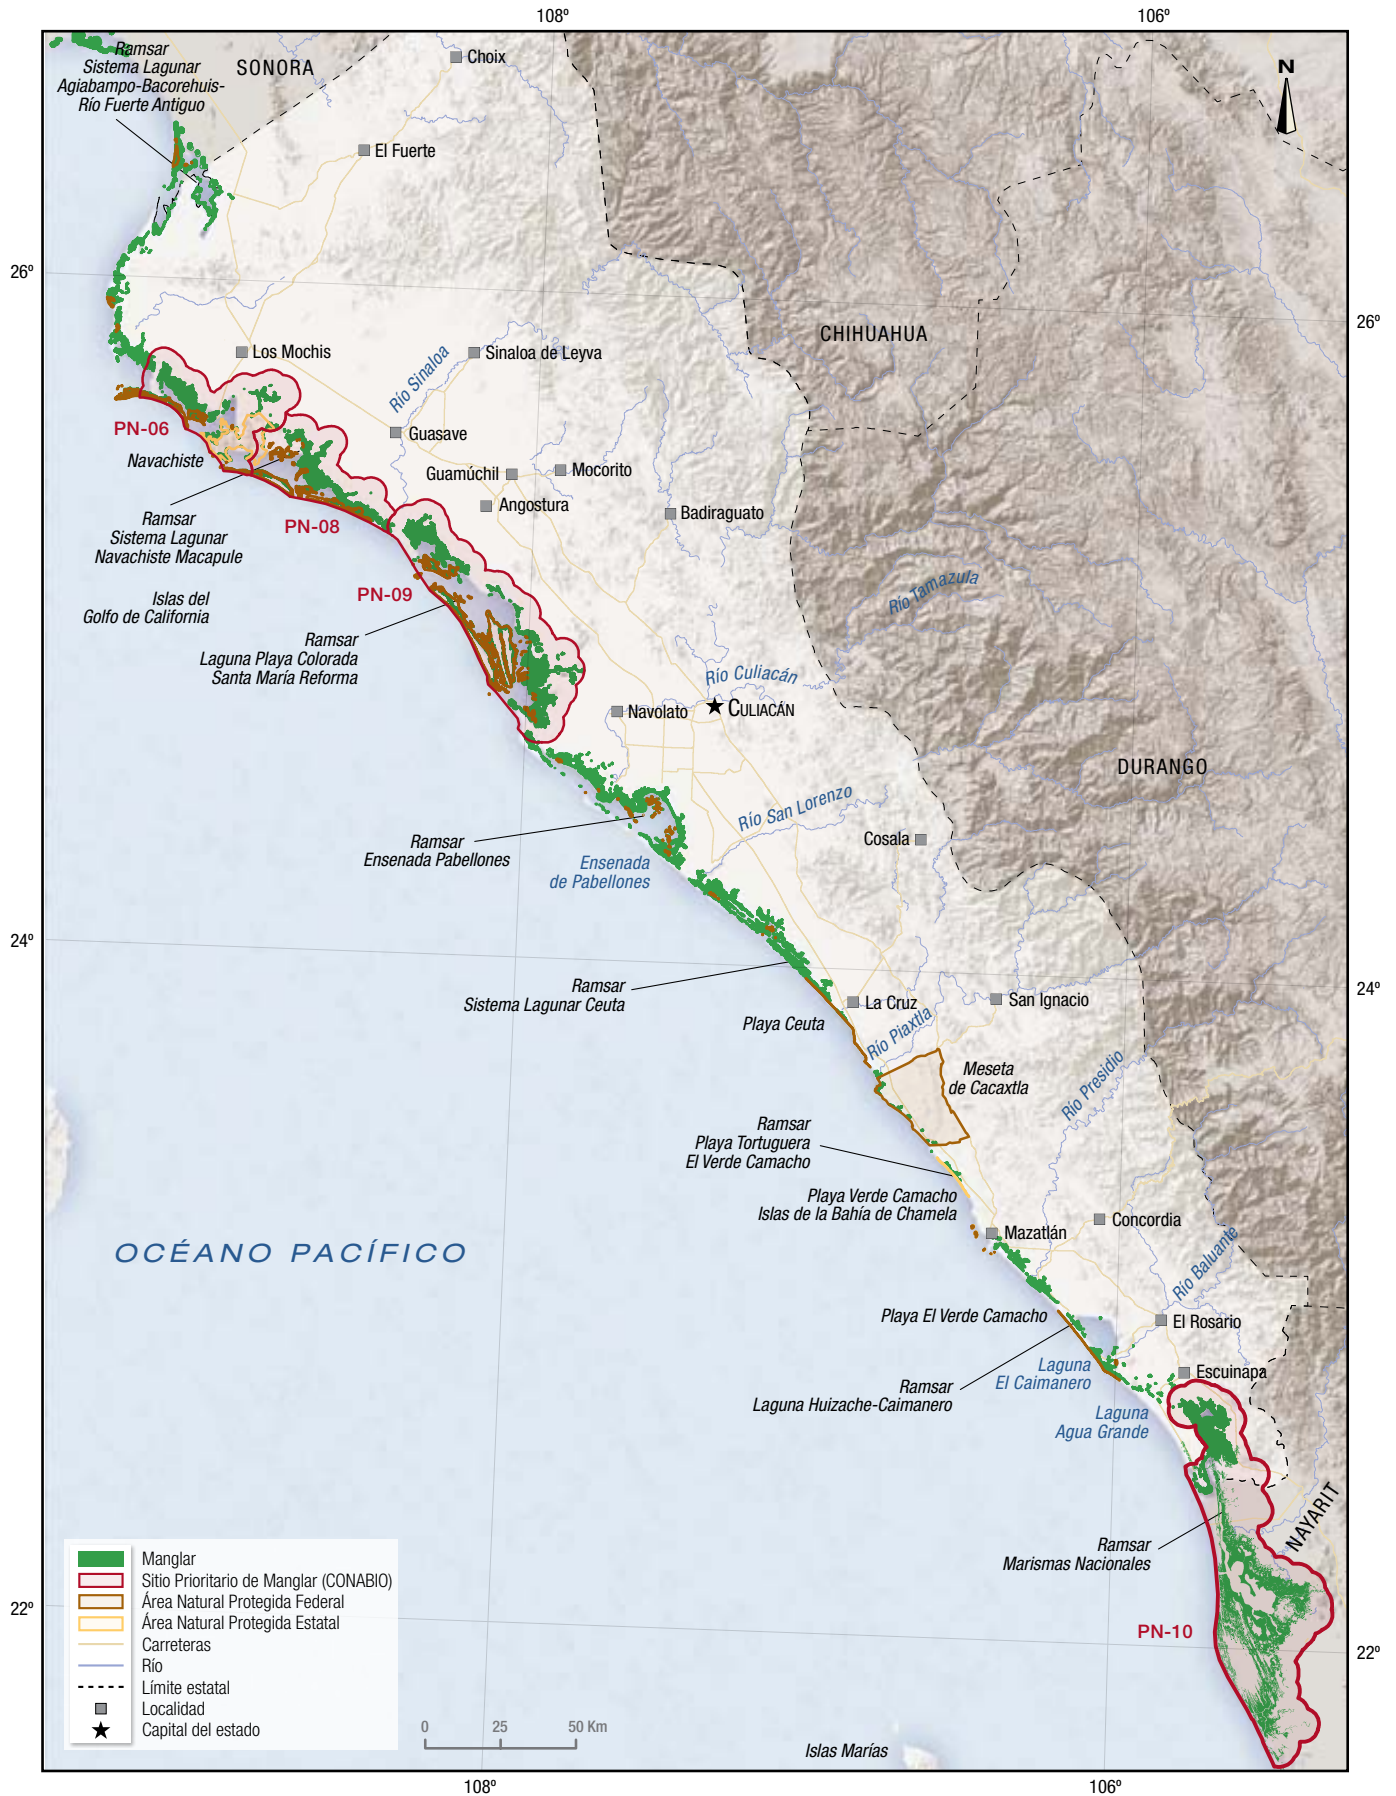 108º
106º
Ramsar
Sistema Lagunar
Agiabampo-Bacorehuis-
Río Fuerte Antiguo
SONORA
Choix
N
El Fuerte
26º
26º
CHIHUAHUA
Los Mochis
Sinaloa de Leyva
Río Sinaloa
PN-06
Guasave
Navachiste
Guamúchil
Mocorito
Angostura
Badiraguato
PN-08
Ramsar
Sistema Lagunar
Navachiste Macapule
PN-09
Río Tamazula
Islas del
Golfo de California
Ramsar
Laguna Playa Colorada
Santa María Reforma
Río Culiacán
Navolato
CULIACÁN
DURANGO
Río San Lorenzo
Cosala
Ramsar
Ensenada Pabellones
Ensenada
de Pabellones
24º
24º
Ramsar
Sistema Lagunar Ceuta
La Cruz
San Ignacio
Playa Ceuta
Río Piaxtla
Meseta
de Cacaxtla
Río Presidio
Ramsar
Playa Tortuguera
El Verde Camacho
Playa Verde Camacho
Islas de la Bahía de Chamela
Mazatlán
Concordia
OCÉANO PACÍFICO
Río Baluante
Playa El Verde Camacho
El Rosario
Laguna
El Caimanero
Escuinapa
Ramsar
Laguna Huizache-Caimanero
Laguna
Agua Grande
NAYARIT
Ramsar
Marismas Nacionales
22º
22º
PN-10
Manglar
Sitio Prioritario de Manglar (CONABIO)
Área Natural Protegida Federal
Área Natural Protegida Estatal
Carreteras
Río
Límite estatal
Localidad
Capital del estado
0 25 50 Km
Islas Marías
108º
106º